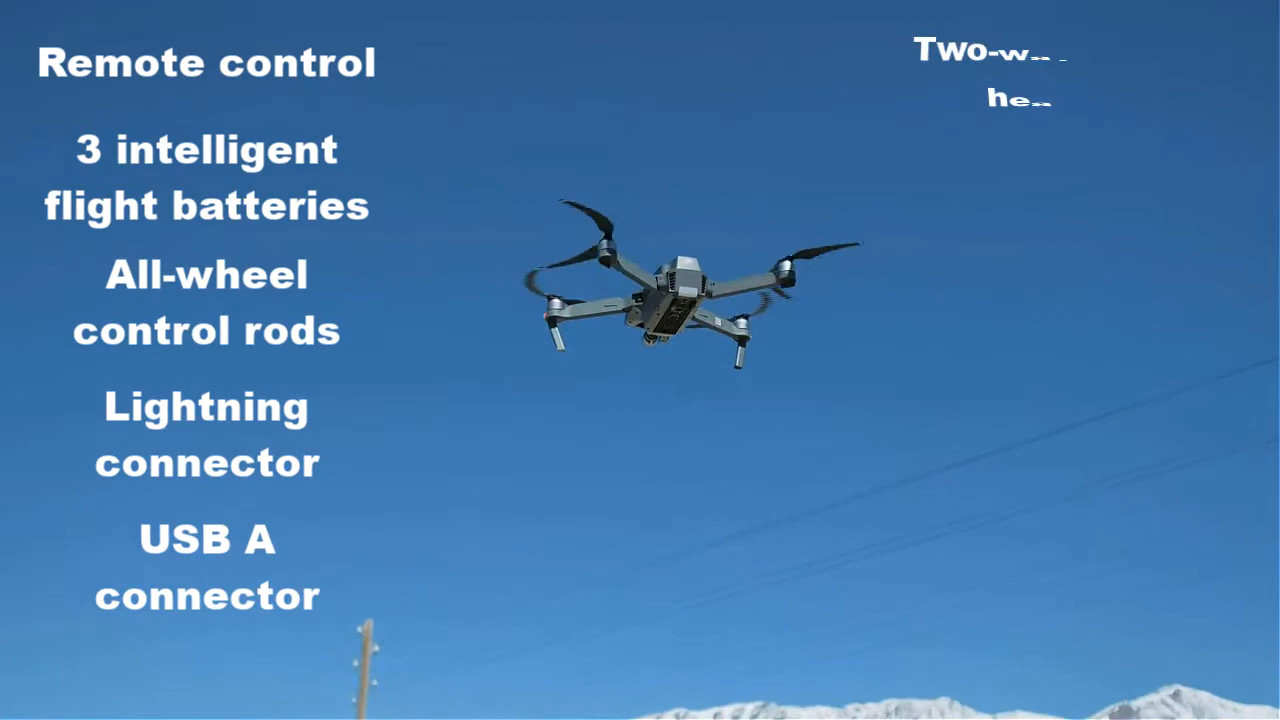 Remote control
3 intelligent
flight batteries
All-wheel
control rods
Lightning
connector
USB A
connector